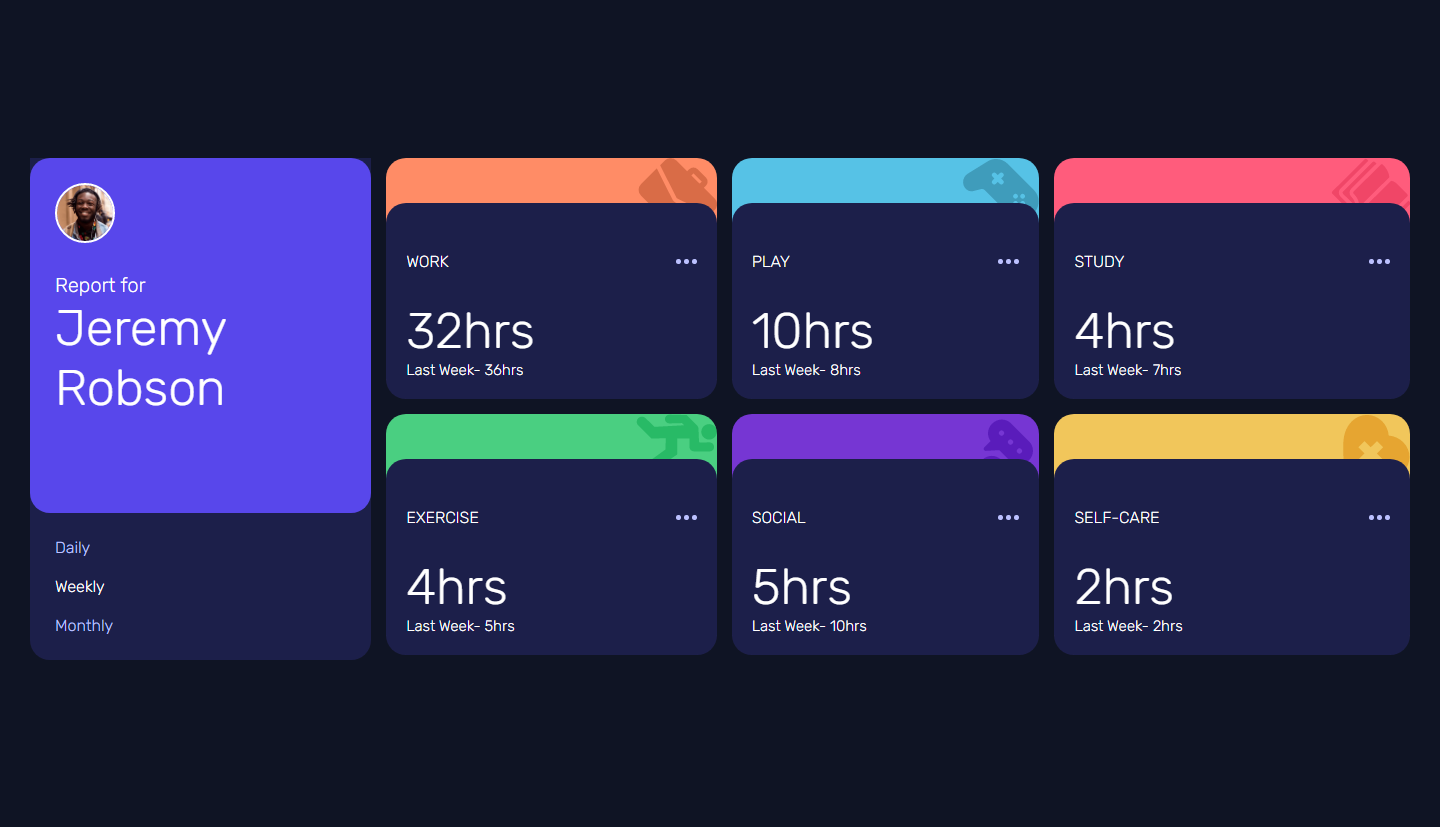 Report for
Jeremy
Robson
Daily
Weekly
Monthly
WORK
32hrs
Last Week- 36hrs
PLAY
10hrs
Last Week- 8hrs
STUDY
4hrs
Last Week- 7hrs
EXERCISE
4hrs
Last Week- 5hrs
SOCIAL
5hrs
Last Week- 10hrs
SELF-CARE
2hrs
Last Week- 2hrs